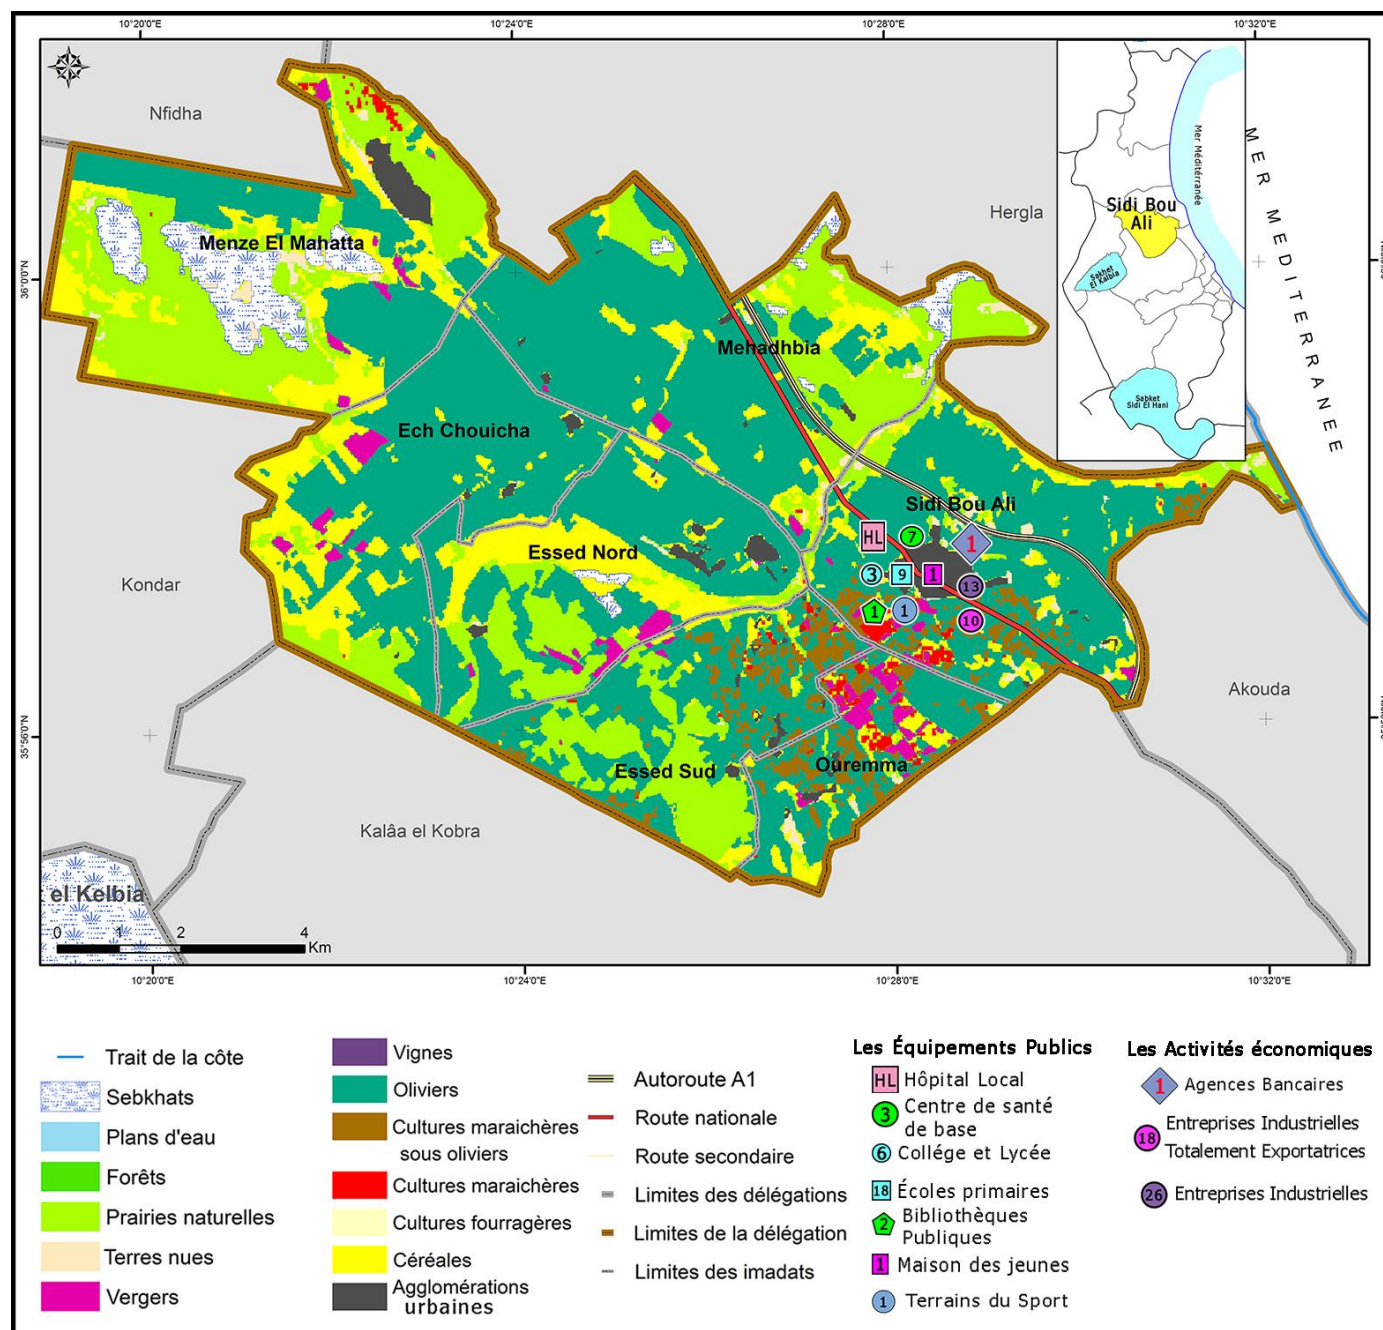 10°20'0"E
10°24'0"E
10°28'0"E
10°32'0"E
Nfidha
Hergla
MER MEDITERRANEE
Mer Méditérranée
Sidi Bou
Ali
Sakhet
El Kalbia
Sabket
Sidi El Hani
36°0'0"N
Menze El Mahatta
Mehadhbia
Ech Chouicha
Sidi Bou Ali
HL
7
1
Essed Nord
3
9
1
13
1
1
10
Kondar
Akouda
35°56'0"N
Essed Sud
Ouremma
Kalâa el Kobra
el Kelbia
0
1
2
4
Km
10°20'0"E
10°24'0"E
10°28'0"E
10°32'0"E
Trait de la côte
Sebkhats
Plans d'eau
Forêts
Prairies naturelles
Terres nues
Vergers
Vignes
Oliviers
Cultures maraichères
sous oliviers
Cultures maraichères
Cultures fourragères
Céréales
Agglomérations
urbaines
Autoroute A1
Route nationale
Route secondaire
Limites des délégations
Limites de la délégation
Limites des imadats
Les Équipements Publics
HL Hôpital Local
3 Centre de santé
de base
6 Collége et Lycée
18 Écoles primaires
2 Bibliothèques
Publiques
1 Maison des jeunes
1 Terrains du Sport
Les Activités économiques
1 Agences Bancaires
18 Entreprises Industrielles
Totalement Exportatrices
26 Entreprises Industrielles